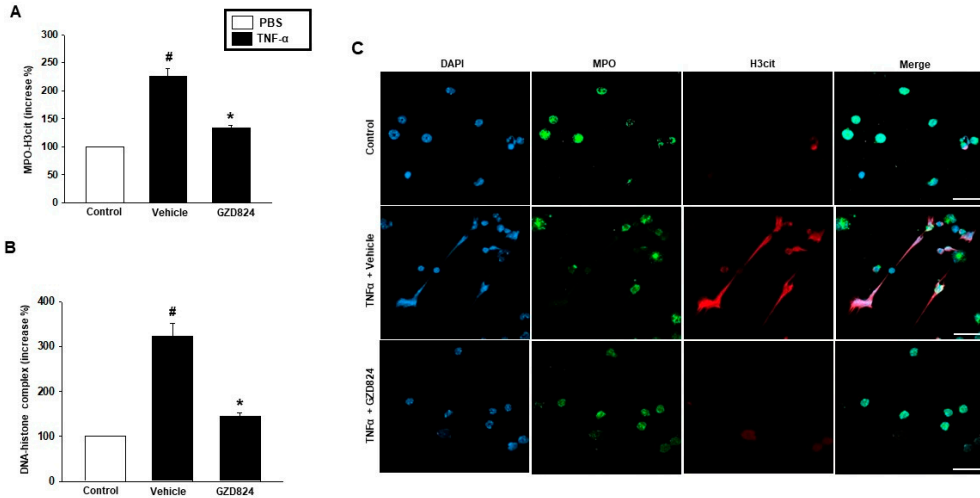 A
PBS
TNF-α
300
250
200
150
100
50
0
MPO-H3cit (increse %)
#
*
Control Vehicle GZD824
B
400
300
200
100
0
DNA-histone complex (increase %)
#
*
Control Vehicle GZD824
C
DAPI MPO H3cit Merge
Control
TNFα + Vehicle
TNFα + GZD824